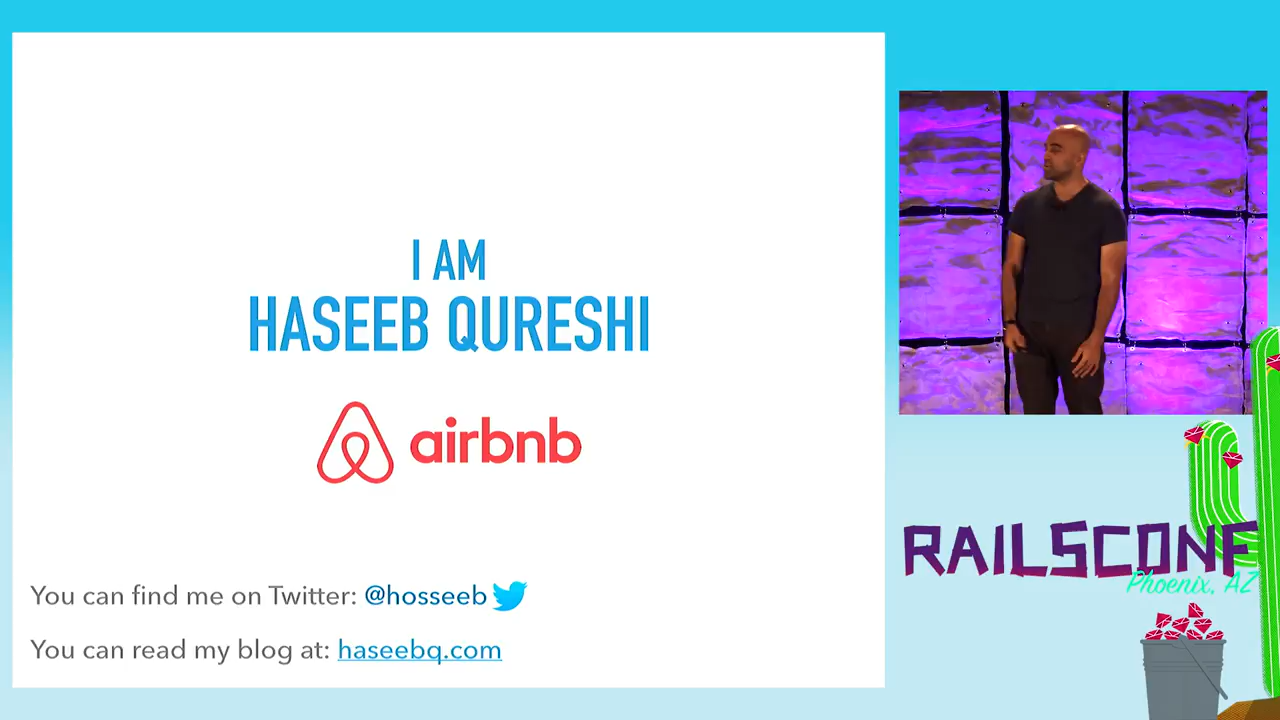 I AM
HASEEB QURESHI
airbnb
You can find me on Twitter: @hosseeb
You can read my blog at: haseebq.com
RAILSCONF
Phoenix, AZ